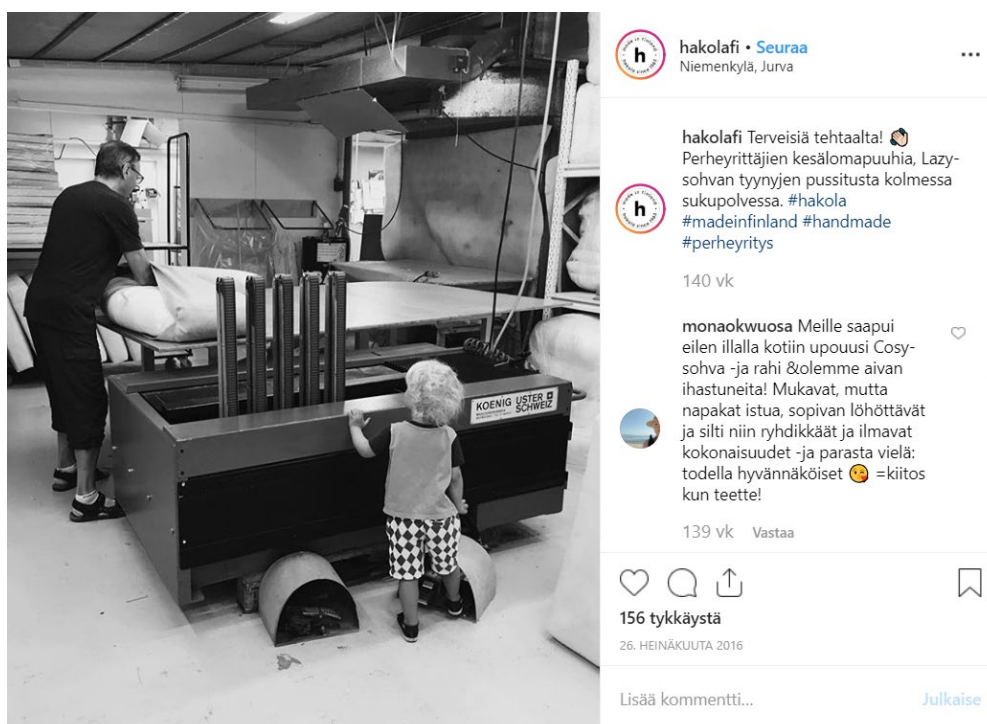 hakolafi • Seuraa
Niemenkylä, Jurva
hakolafi Terveisiä tehtaalta! 👏🏻
Perheyrittäjien kesälomapuuhia, Lazy-
sohvan tyynyjen pussitusta kolmessa
sukupolvessa. #hakola
#madeinfinland #handmade
#perheyritys
140 vk
monaokwuosa Meille saapui
eilen illalla kotiin upouusi Cosy-
sohva -ja rahi &olemme aivan
ihastuneita! Mukavat, mutta
napakat istua, sopivan löhöttävät
ja silti niin ryhdikkäät ja ilmavat
kokonaisuudet -ja parasta vielä:
todella hyvännäköiset 😘 =kiitos
kun teette!
139 vk Vastaa
156 tykkäystä
26. HEINÄKUUTA 2016
Lisää kommentti... Julkaise
KOENIG USTER
SCHWEIZ
h
h